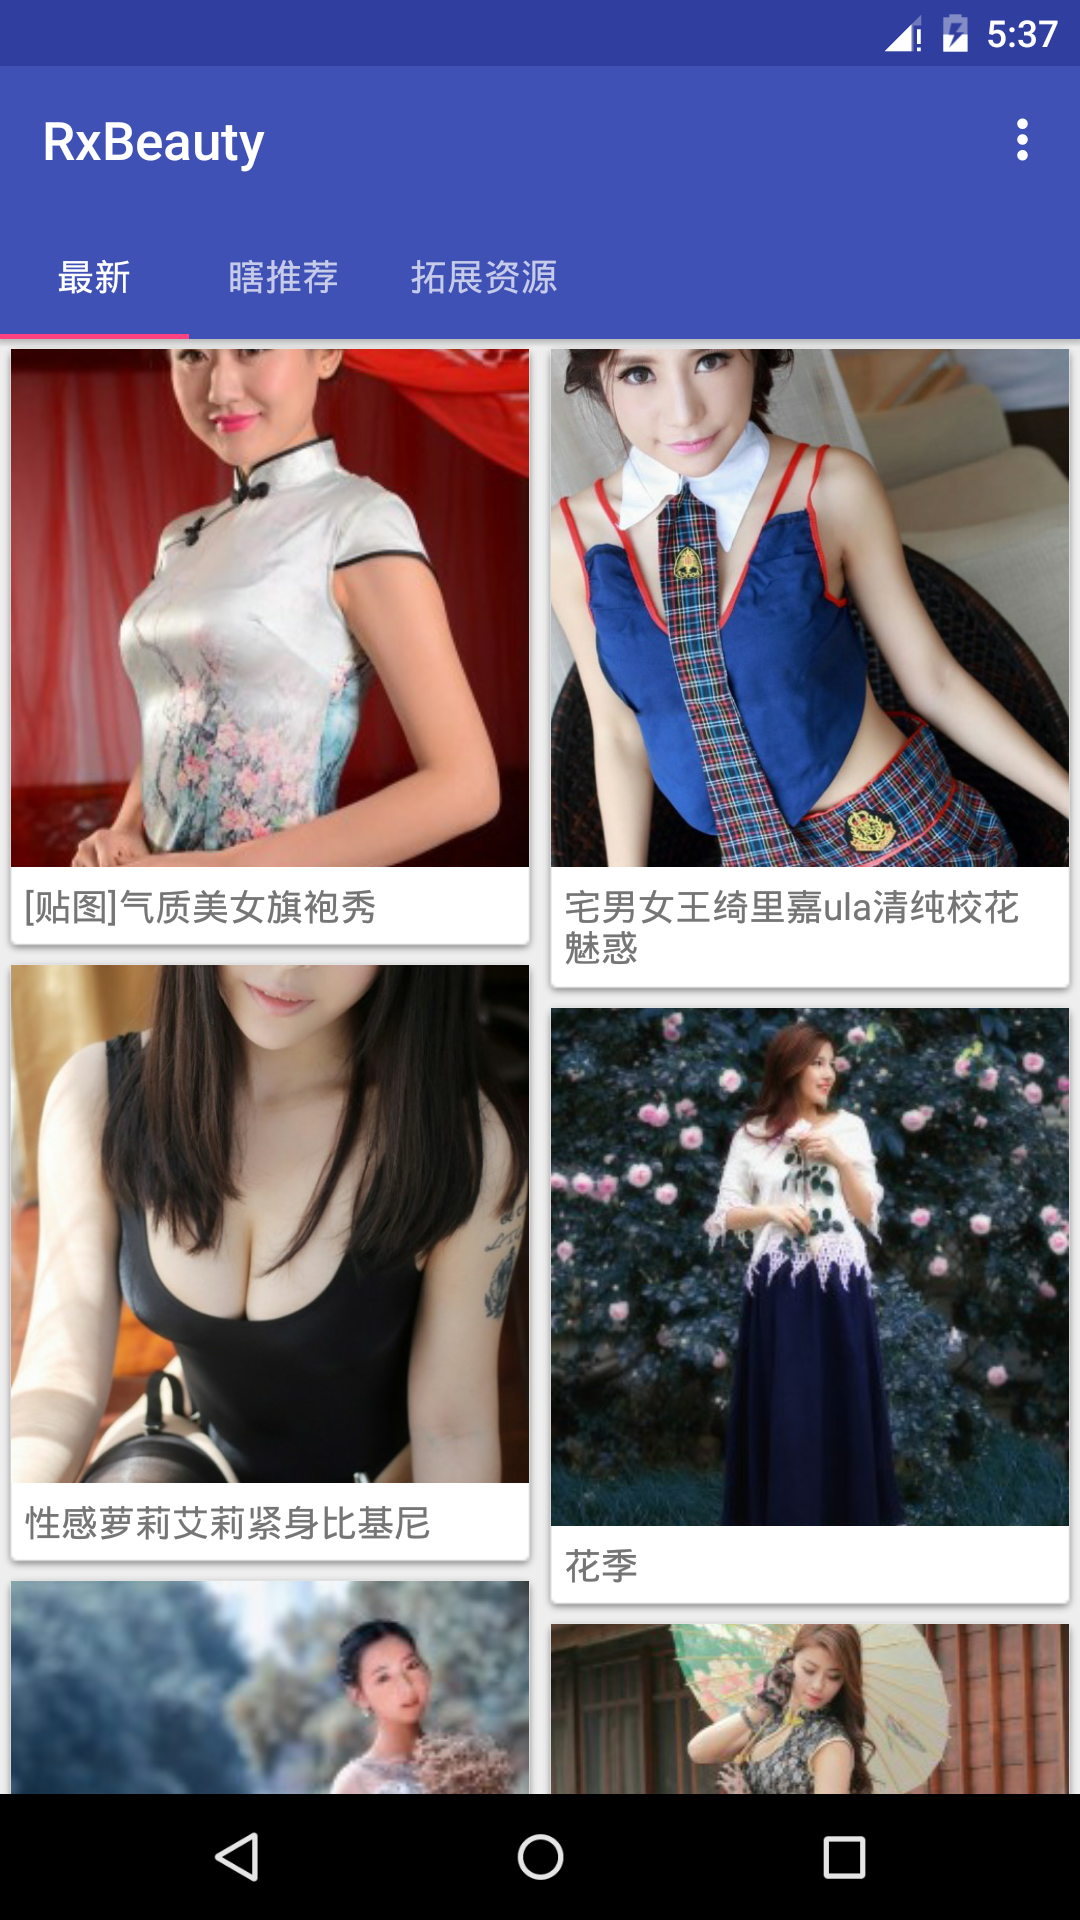 5:37
RxBeauty
最新 瞎推荐 拓展资源
[贴图]气质美女旗袍秀
宅男女王绮里嘉ula清纯校花
魅惑
性感萝莉艾莉紧身比基尼
花季